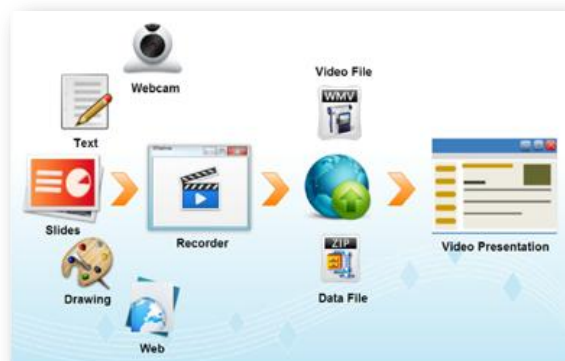 Webcam
Text
Slides
Drawing
Web
Recorder
Video File
WMV
ZIP
Data File
Video Presentation